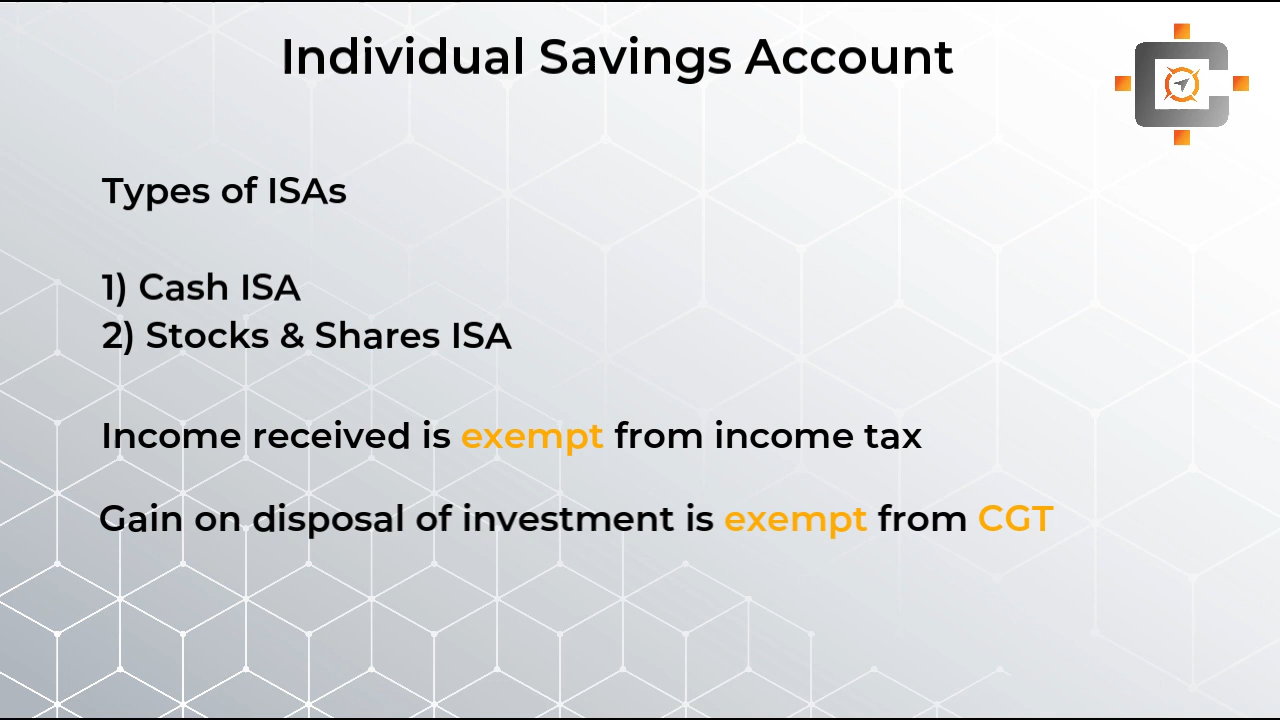 Individual Savings Account
Types of ISAs
1) Cash ISA
2) Stocks & Shares ISA
Income received is exempt from income tax
Gain on disposal of investment is exempt from CGT